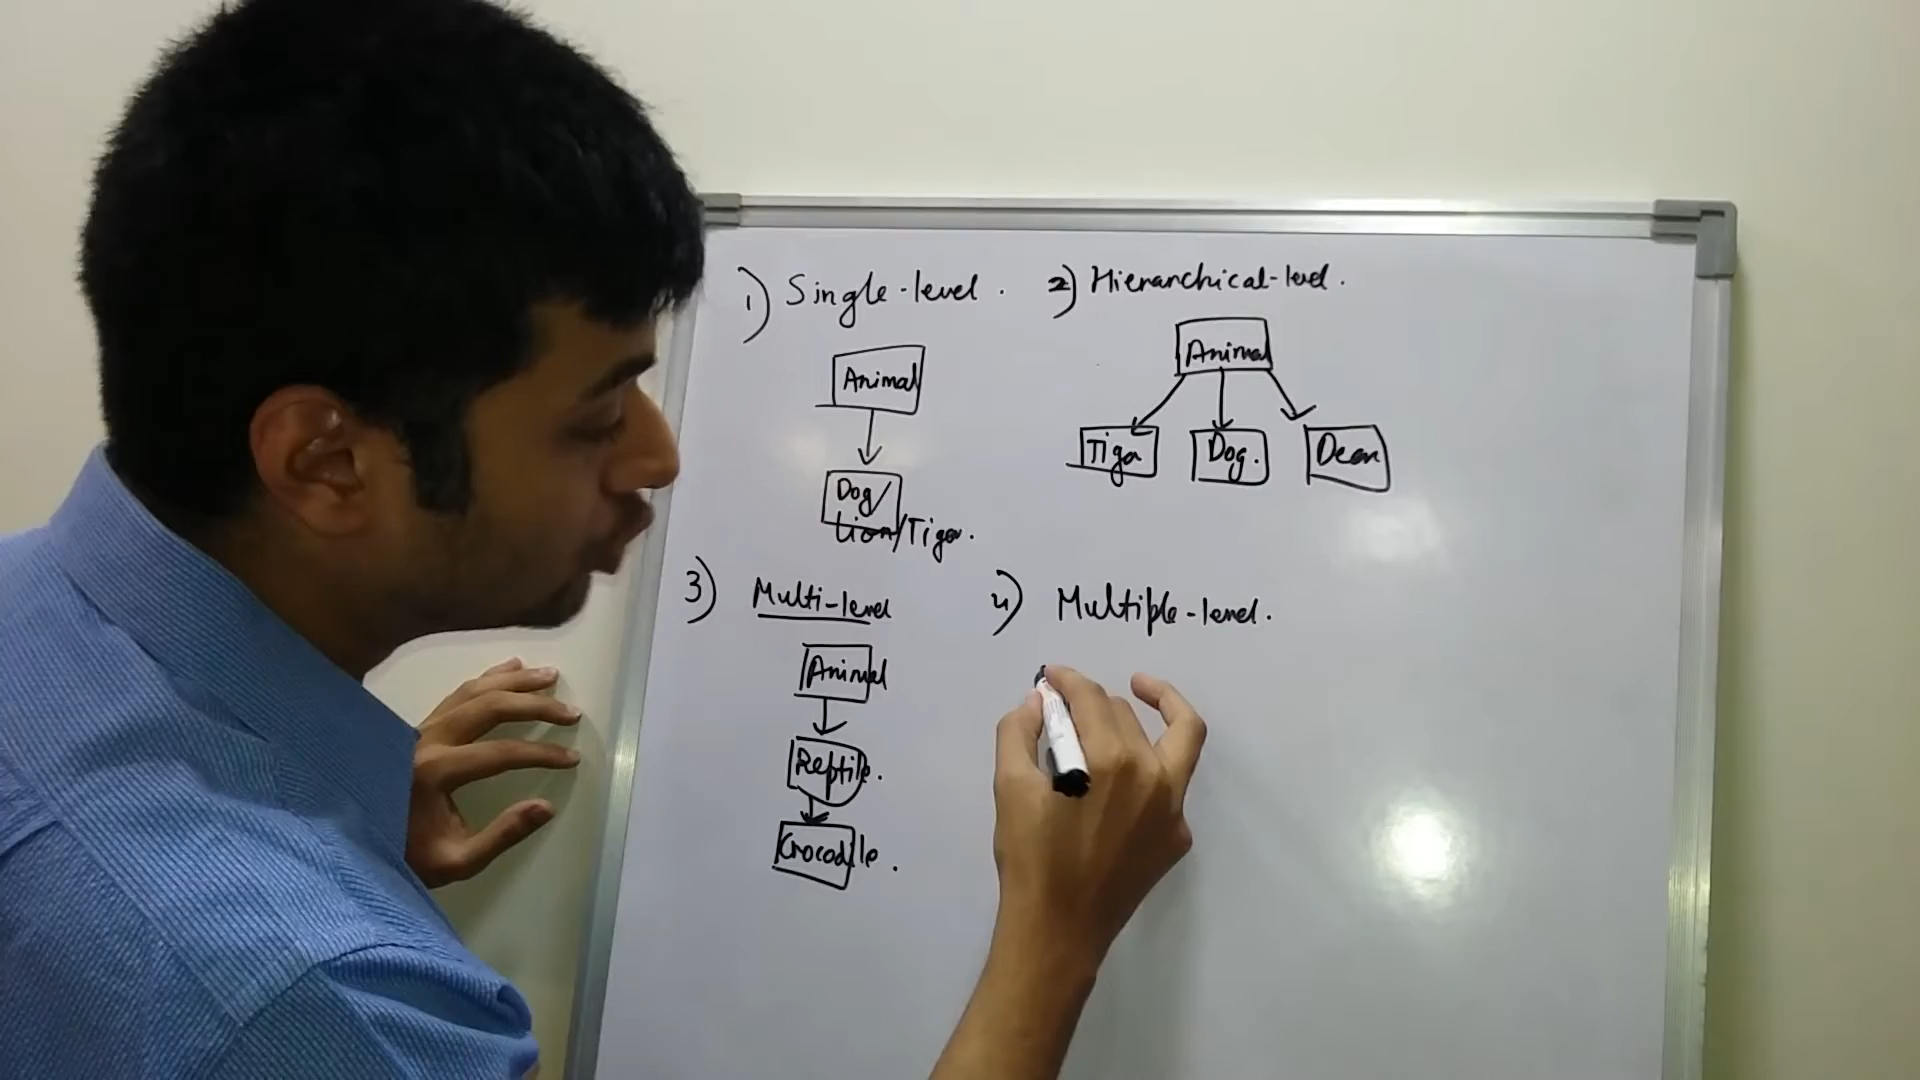 1) Single-level.
Animal
Dog/
Lion/Tiger.
2) Hierarchical-level.
Animal
Tiger
Dog.
Deer
3) Multi-level
Animal
Reptile.
Crocodile.
4) Multiple-level.